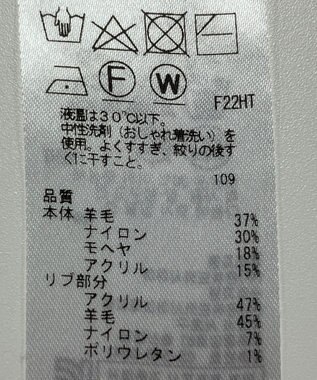 F W F22HT
液温は30℃以下。
中性洗剤（おしゃれ着洗い）を
使用。よくすすぎ、絞りの後す
ぐに干すこと。
109
品質
本体 羊毛 37%
ナイロン 30%
モヘヤ 18%
アクリル 15%
リブ部分
アクリル 47%
羊毛 45%
ナイロン 7%
ポリウレタン 1%